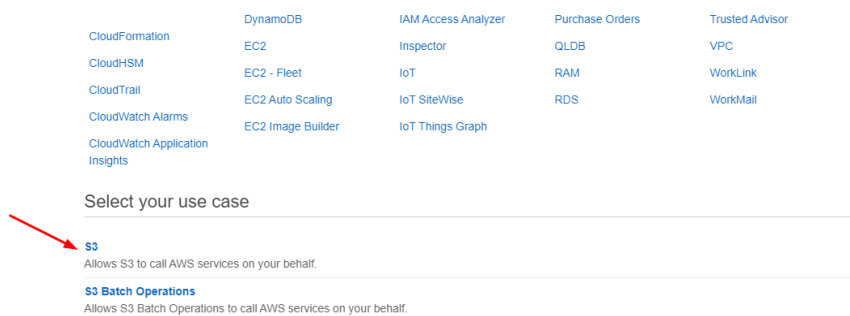 DynamoDB
IAM Access Analyzer
Purchase Orders
Trusted Advisor
CloudFormation
EC2
Inspector
QLDB
VPC
CloudHSM
EC2 - Fleet
IoT
RAM
WorkLink
CloudTrail
EC2 Auto Scaling
IoT SiteWise
RDS
WorkMail
CloudWatch Alarms
EC2 Image Builder
IoT Things Graph
CloudWatch Application
Insights
Select your use case
S3
Allows S3 to call AWS services on your behalf.
S3 Batch Operations
Allows S3 Batch Operations to call AWS services on your behalf.